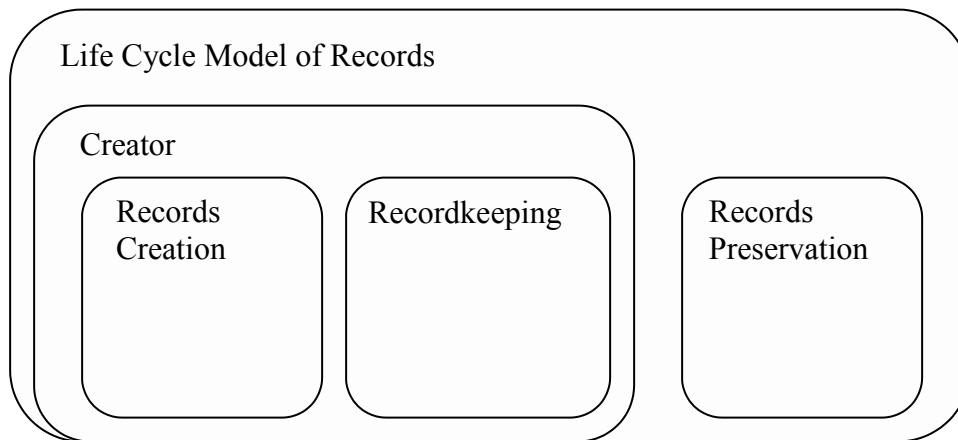 Life Cycle Model of Records
Creator
Records
Creation
Recordkeeping
Records
Preservation